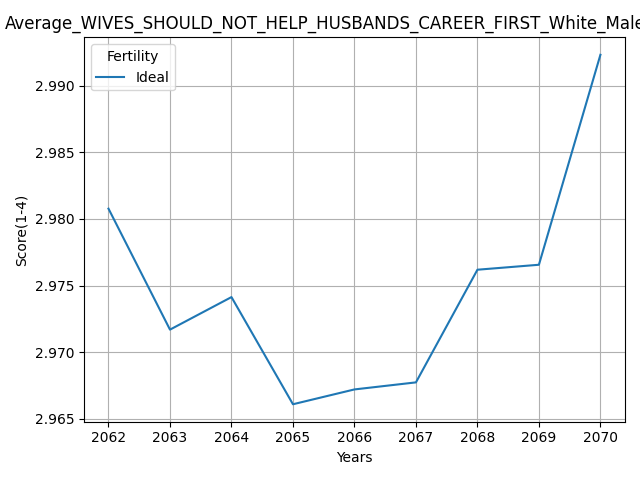 Average_WIVES_SHOULD_NOT_HELP_HUSBANDS_CAREER_FIRST_White_Male
Fertility
Ideal
2.990
2.985
2.980
2.975
2.970
2.965
Score(1-4)
2062 2063 2064 2065 2066 2067 2068 2069 2070
Years